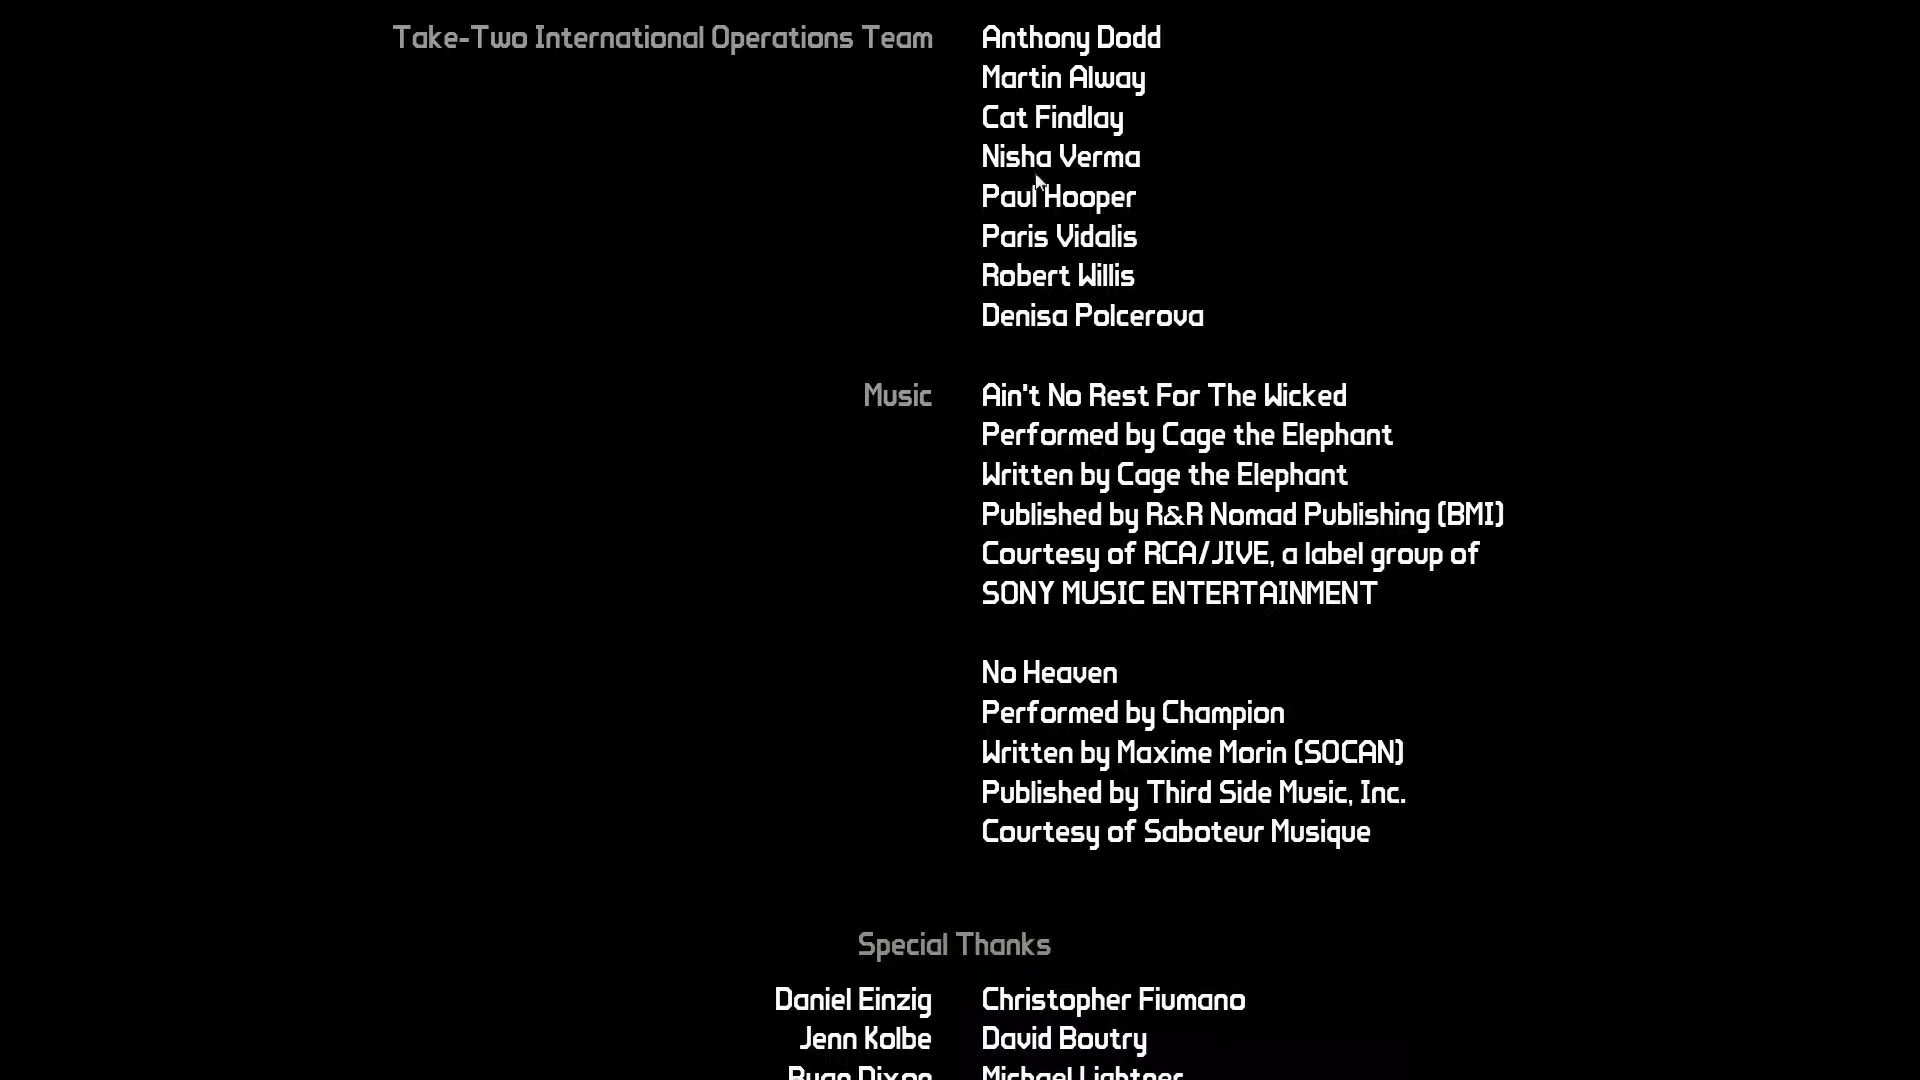 Take-Two International Operations Team Anthony Dodd
Martin Alway
Cat Findlay
Nisha Verma
Paul Hooper
Paris Vidalis
Robert Willis
Denisa Polcerova
Music Ain't No Rest For The Wicked
Performed by Cage the Elephant
Written by Cage the Elephant
Published by R&R Nomad Publishing (BMI)
Courtesy of RCA/JIVE, a label group of
SONY MUSIC ENTERTAINMENT
No Heaven
Performed by Champion
Written by Maxime Morin (SOCAN)
Published by Third Side Music, Inc.
Courtesy of Saboteur Musique
Special Thanks
Daniel Einzig Christopher Fiumano
Jenn Kolbe David Boutry
Ryan Dixon Michael Lightner